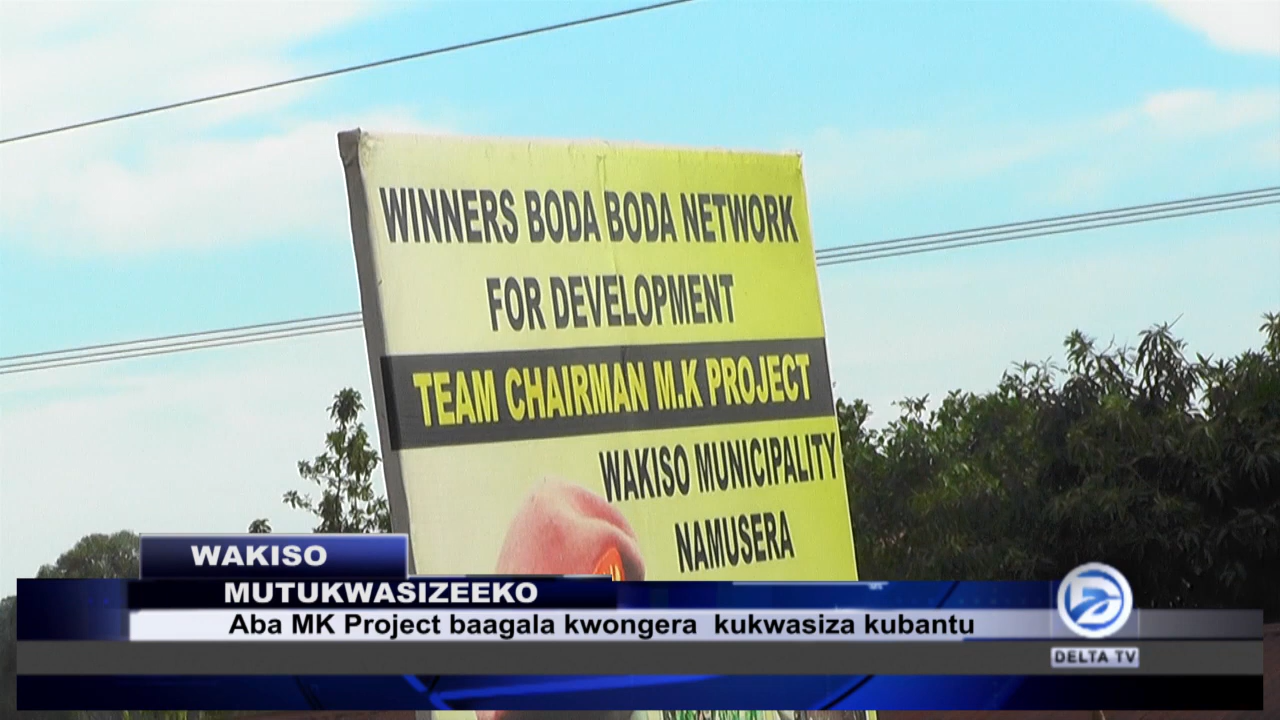 WINNERS BODA BODA NETWORK
FOR DEVELOPMENT
TEAM CHAIRMAN M.K PROJECT
WAKISO MUNICIPALITY
NAMUSERA
WAKISO
MUTUKWASIZEEKO
Aba MK Project baagala kwongera kukwasiza kubantu
DELTA TV